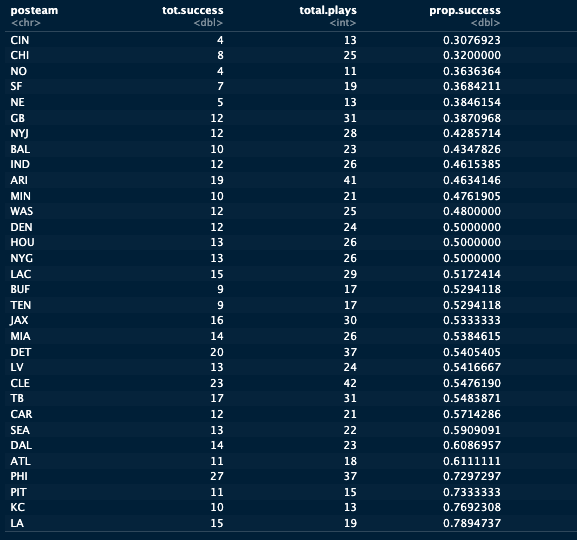 posteam tot.success total.plays prop.success
<chr> <dbl> <int> <dbl>
CIN 4 13 0.3076923
CHI 8 25 0.3200000
NO 4 11 0.3636364
SF 7 19 0.3684211
NE 5 13 0.3846154
GB 12 31 0.3870968
NYJ 12 28 0.4285714
BAL 10 23 0.4347826
IND 12 26 0.4615385
ARI 19 41 0.4634146
MIN 10 21 0.4761905
WAS 12 25 0.4800000
DEN 12 24 0.5000000
HOU 13 26 0.5000000
NYG 13 26 0.5000000
LAC 15 29 0.5172414
BUF 9 17 0.5294118
TEN 9 17 0.5294118
JAX 16 30 0.5333333
MIA 14 26 0.5384615
DET 20 37 0.5405405
LV 13 24 0.5416667
CLE 23 42 0.5476190
TB 17 31 0.5483871
CAR 12 21 0.5714286
SEA 13 22 0.5909091
DAL 14 23 0.6086957
ATL 11 18 0.6111111
PHI 27 37 0.7297297
PIT 11 15 0.7333333
KC 10 13 0.7692308
LA 15 19 0.7894737